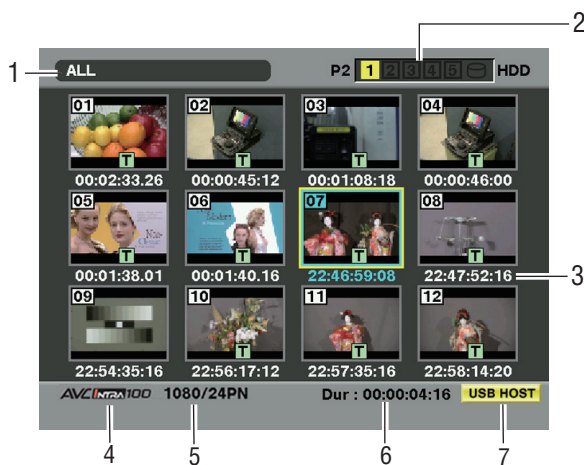 2
1
ALL
P2 1 2 3 4 5 HDD
01 02 03 04
T T T T
00:02:33.26 00:00:45:12 00:01:08:18 00:00:46:00
05 06 07 08
T T T T
00:01:38.01 00:01:40.16 22:46:59:08 22:47:52:16
3
09 10 11 12
T T T
22:54:35:16 22:56:17:12 22:57:35:16 22:58:14:20
AVC INTRA 100 1080/24PN Dur : 00:00:04:16 USB HOST
4 5 6 7